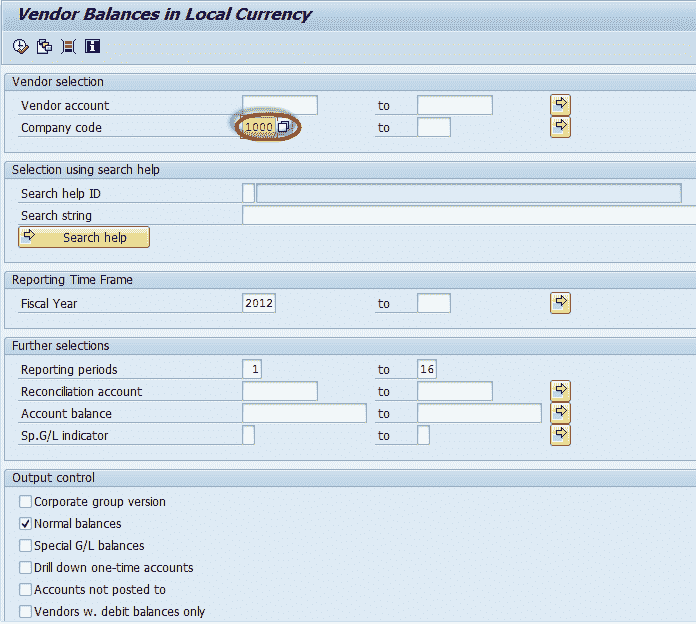 Vendor Balances in Local Currency
Vendor selection
Vendor account to
Company code 1000 to
Selection using search help
Search help ID
Search string
Search help
Reporting Time Frame
Fiscal Year 2012 to
Further selections
Reporting periods 1 to 16
Reconciliation account to
Account balance to
Sp.G/L indicator to
Output control
Corporate group version
Normal balances
Special G/L balances
Drill down one-time accounts
Accounts not posted to
Vendors w. debit balances only